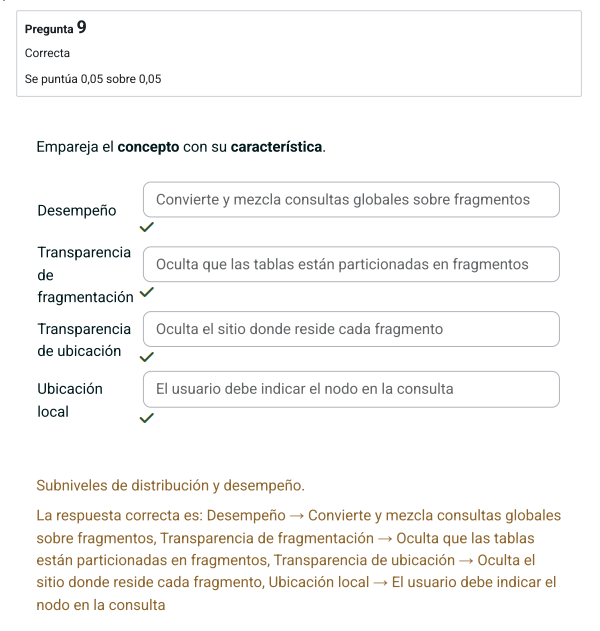 Pregunta 9
Correcta
Se puntúa 0,05 sobre 0,05
Empareja el concepto con su característica.
Desempeño
Convierte y mezcla consultas globales sobre fragmentos
Transparencia
de
fragmentación
Oculta que las tablas están particionadas en fragmentos
Transparencia
de ubicación
Oculta el sitio donde reside cada fragmento
Ubicación
local
El usuario debe indicar el nodo en la consulta
Subniveles de distribución y desempeño.
La respuesta correcta es: Desempeño → Convierte y mezcla consultas globales
sobre fragmentos, Transparencia de fragmentación → Oculta que las tablas
están particionadas en fragmentos, Transparencia de ubicación → Oculta el
sitio donde reside cada fragmento, Ubicación local → El usuario debe indicar el
nodo en la consulta